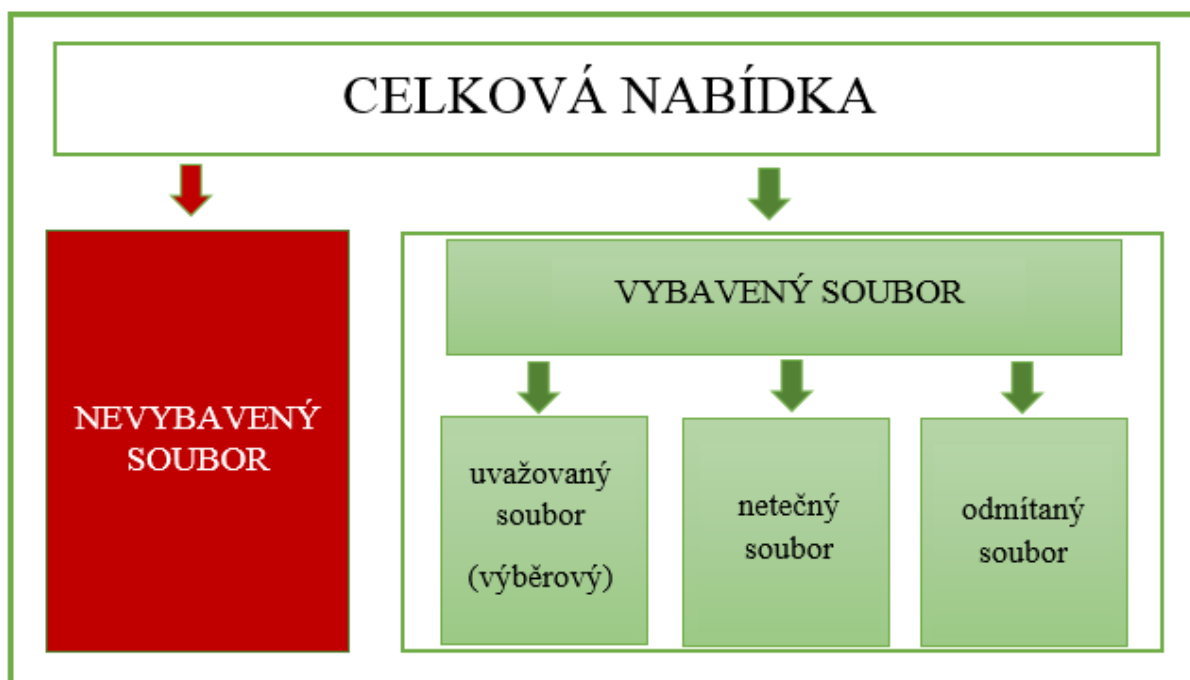 CELKOVÁ NABÍDKA
NEVYBAVENÝ
SOUBOR
VYBAVENÝ SOUBOR
uvažovaný
soubor
(výběrový)
netečný
soubor
odmítaný
soubor